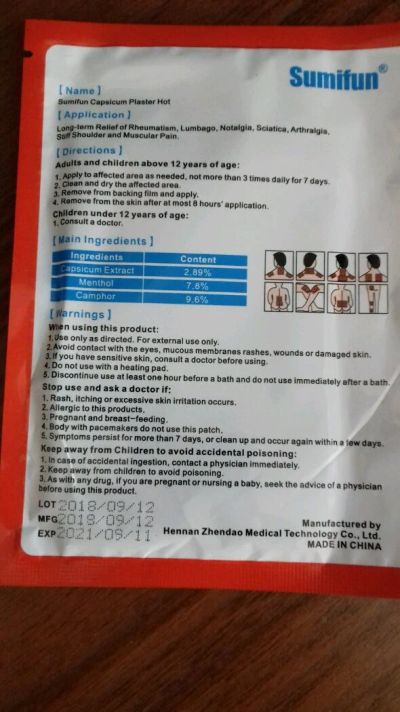 Sumifun®
[ Name ]
Sumifun Capsicum Plaster Hot
[ Application ]
Long-term Relief of Rheumatism, Lumbago, Notalgia, Sciatica, Arthralgia,
Stiff Shoulder and Muscular Pain.
[ Directions ]
Adults and children above 12 years of age:
1. Apply to affected area as needed, not more than 3 times daily for 7 days.
2. Clean and dry the affected area.
3. Remove from backing film and apply.
4. Remove from the skin after at most 8 hours' application.
Children under 12 years of age:
1. Consult a doctor.
[ Main Ingredients ]
Ingredients Content
Capsicum Extract 2.89%
Menthol 7.8%
Camphor 9.6%
[ Warnings ]
When using this product:
1. Use only as directed. For external use only.
2. Avoid contact with the eyes, mucous membranes rashes, wounds or damaged skin.
3. If you have sensitive skin, consult a doctor before using.
4. Do not use with a heating pad.
5. Discontinue use at least one hour before a bath and do not use immediately after a bath.
Stop use and ask a doctor if:
1. Rash, itching or excessive skin irritation occurs.
2. Allergic to this products.
3. Pregnant and breast-feeding.
4. Body with pacemakers do not use this patch.
5. Symptoms persist for more than 7 days, or clean up and occur again within a few days.
Keep away from Children to avoid accidental poisoning:
1. In case of accidental ingestion, contact a physician immediately.
2. Keep away from children to avoid poisoning.
3. As with any drug, if you are pregnant or nursing a baby, seek the advice of a physician
before using this product.
LOT 2018/09/12
MFG 2018/09/12
EXP 2021/09/11
Manufactured by
Hennan Zhendao Medical Technology Co., Ltd.
MADE IN CHINA